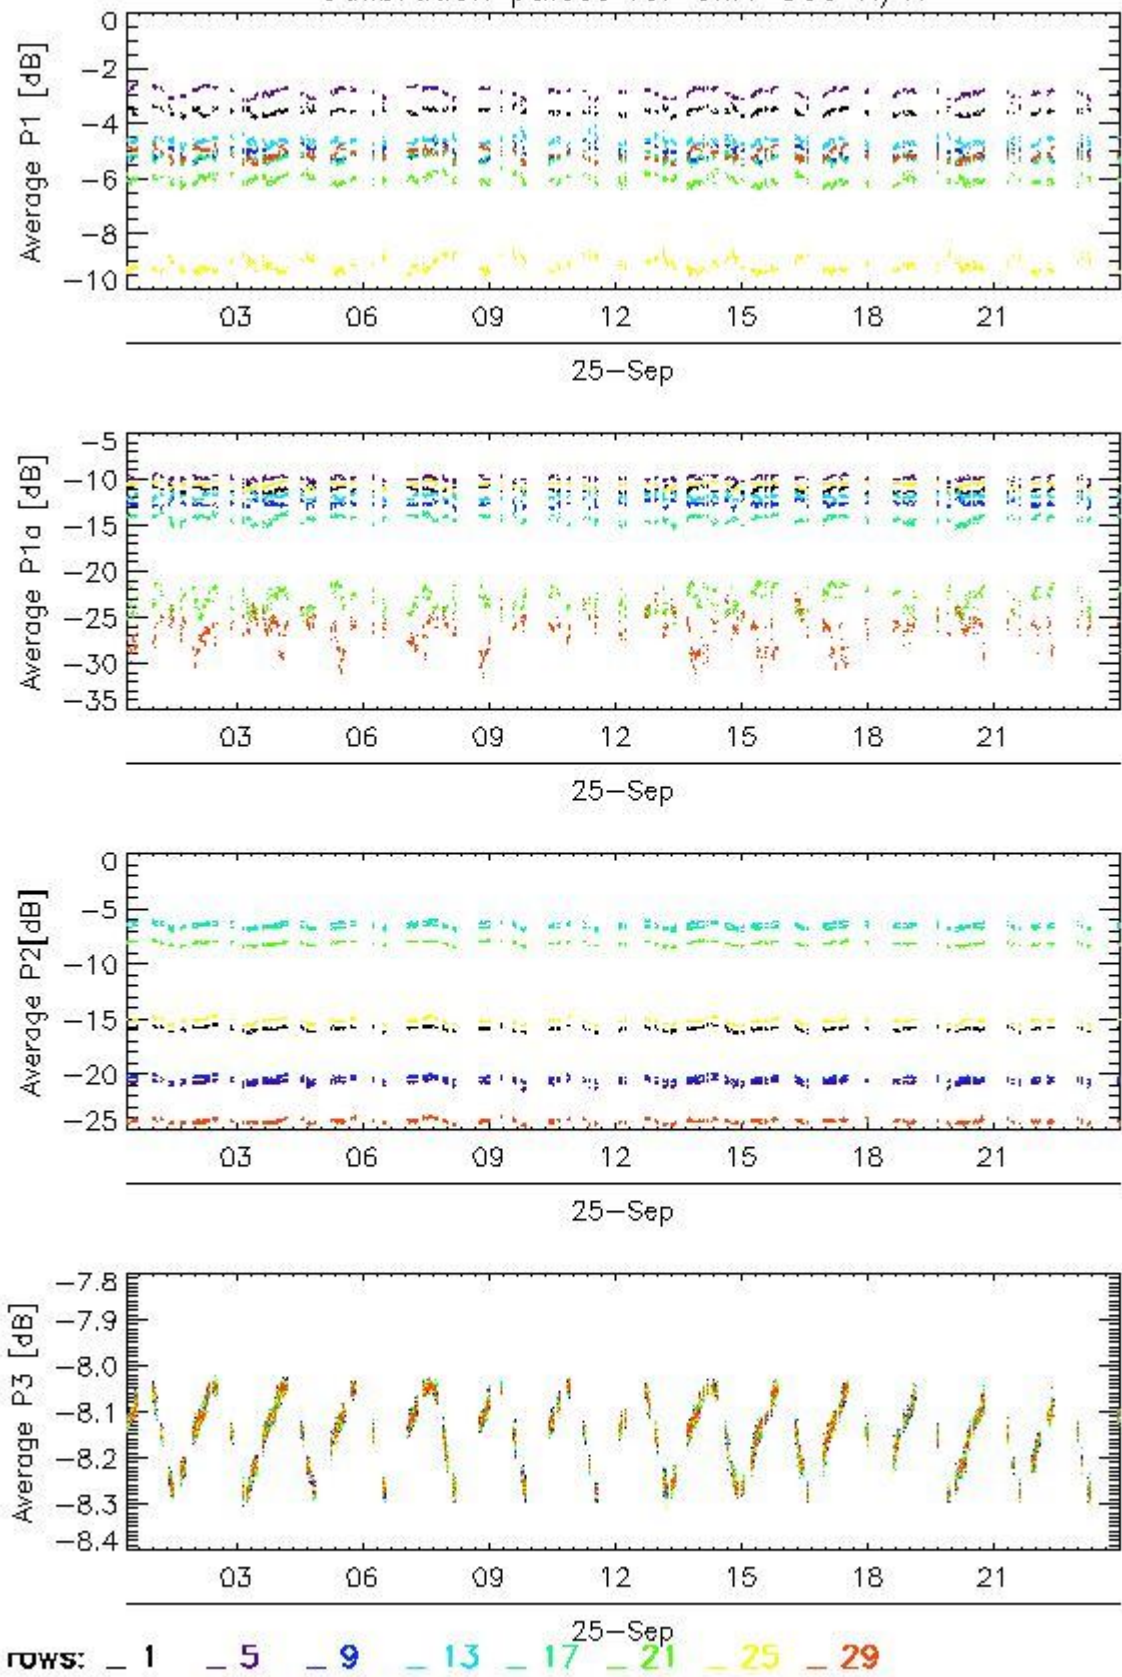 0
-2
-4
-6
-8
-10
Average P1 [dB]
03 06 09 12 15 18 21
25-Sep
-5
-10
-15
-20
-25
-30
-35
Average P1a [dB]
03 06 09 12 15 18 21
25-Sep
0
-5
-10
-15
-20
-25
Average P2[dB]
03 06 09 12 15 18 21
25-Sep
-7.8
-7.9
-8.0
-8.1
-8.2
-8.3
-8.4
Average P3 [dB]
03 06 09 12 15 18 21
25-Sep
rows: _ 1 _ 5 _ 9 _ 13 _ 17 _ 21 _ 25 _ 29